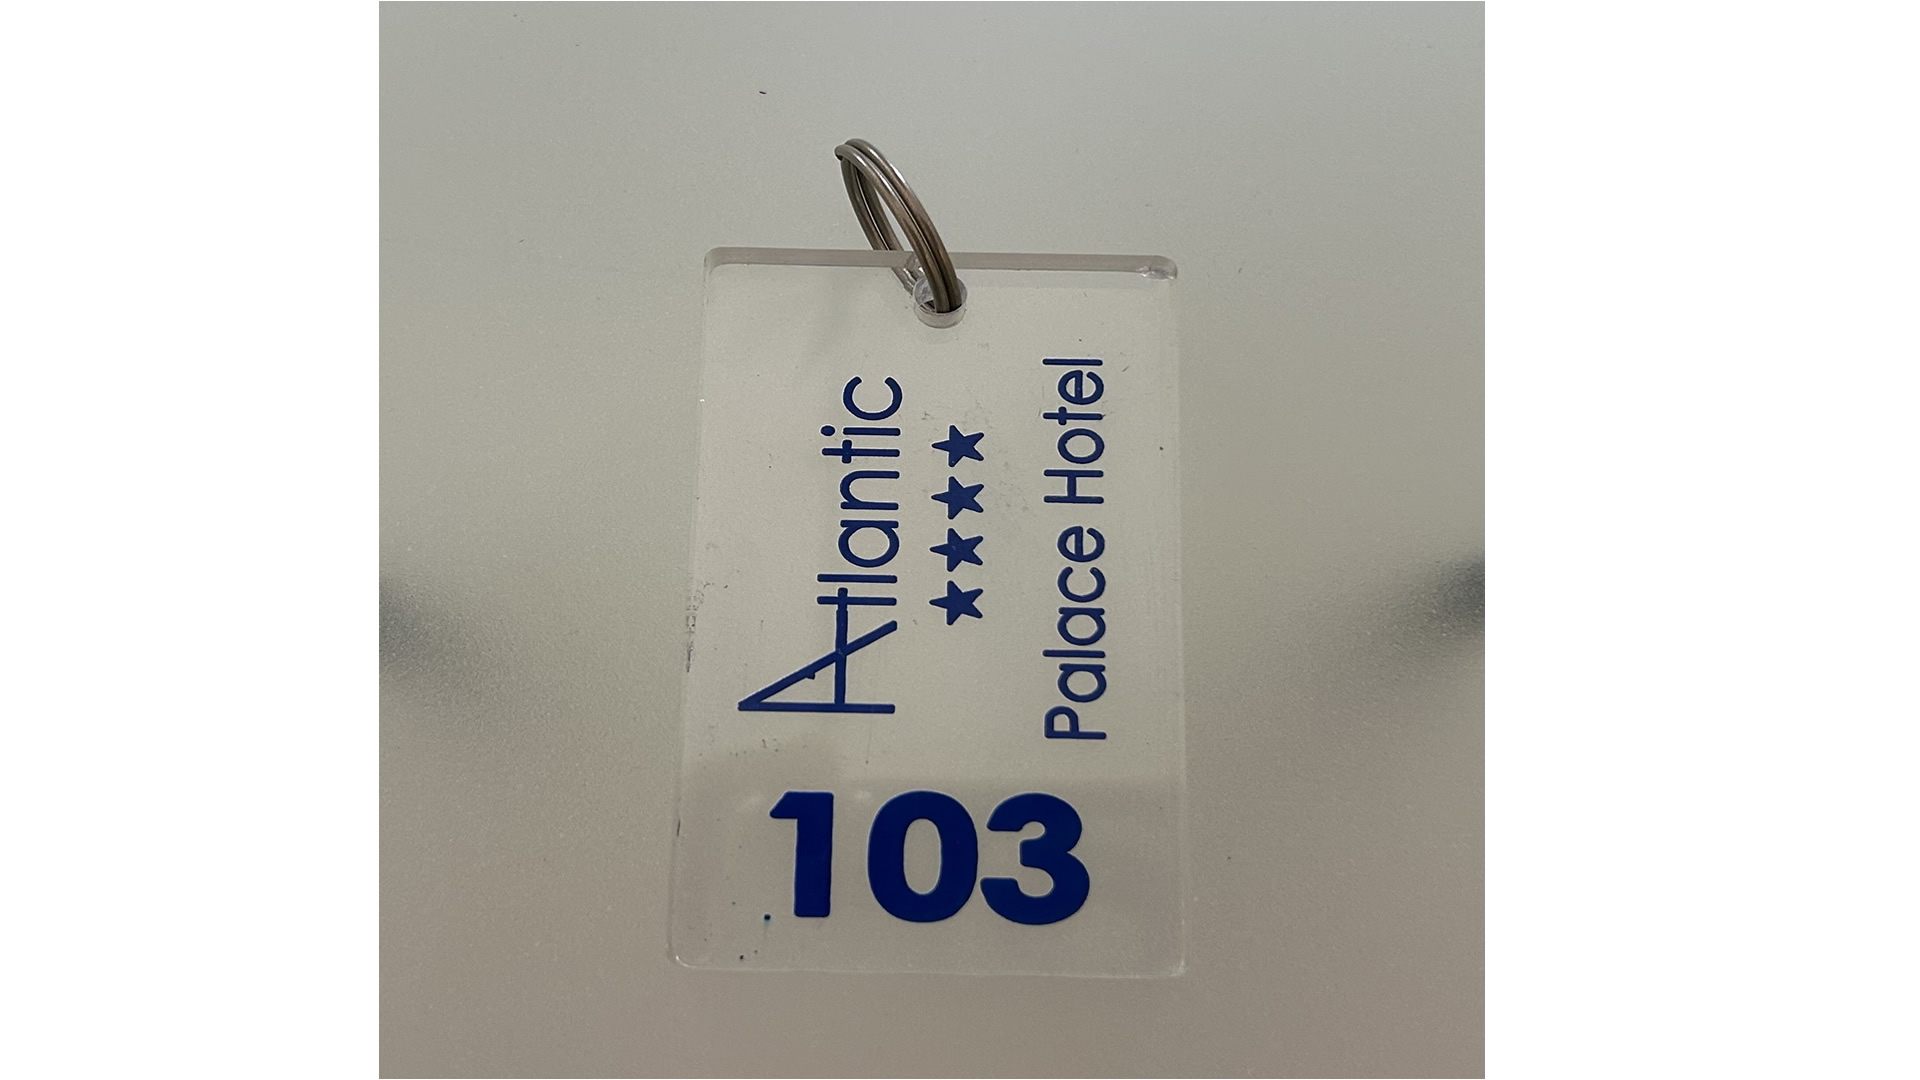 Atlantic
★★★★
Palace Hotel
103